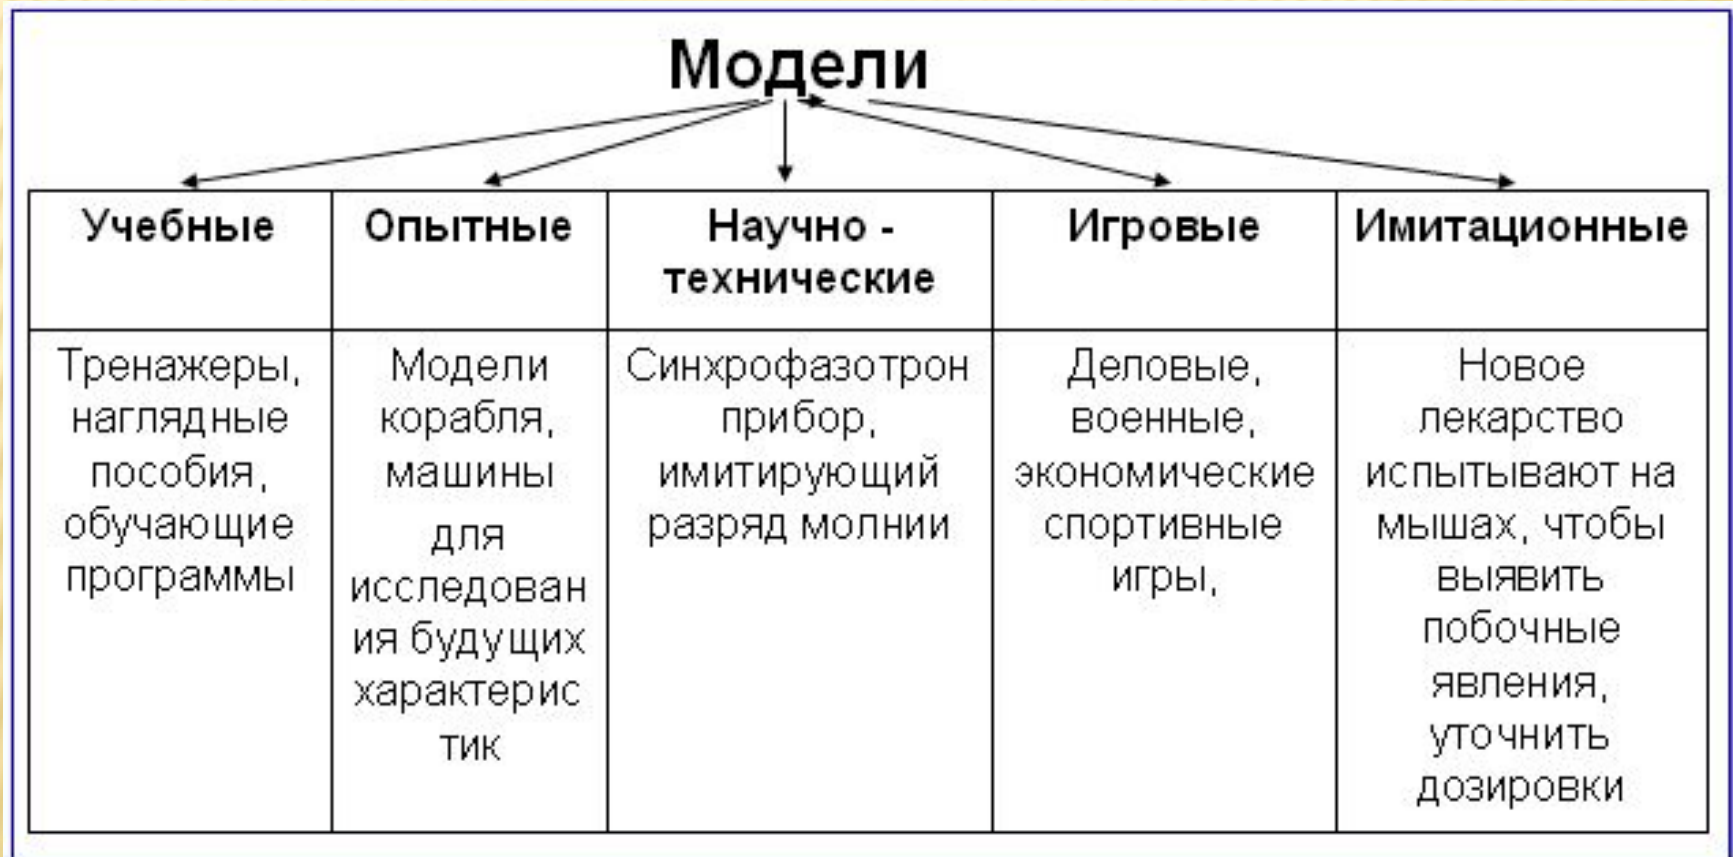 Модели
Учебные
Опытные
Научно -
технические
Игровые
Имитационные
Тренажеры,
наглядные
пособия,
обучающие
программы
Модели
корабля,
машины
для
исследован
ия будущих
характерис
тик
Синхрофазотрон
прибор,
имитирующий
разряд молнии
Деловые,
военные,
экономические
спортивные
игры,
Новое
лекарство
испытывают на
мышах, чтобы
выявить
побочные
явления,
уточнить
дозировки